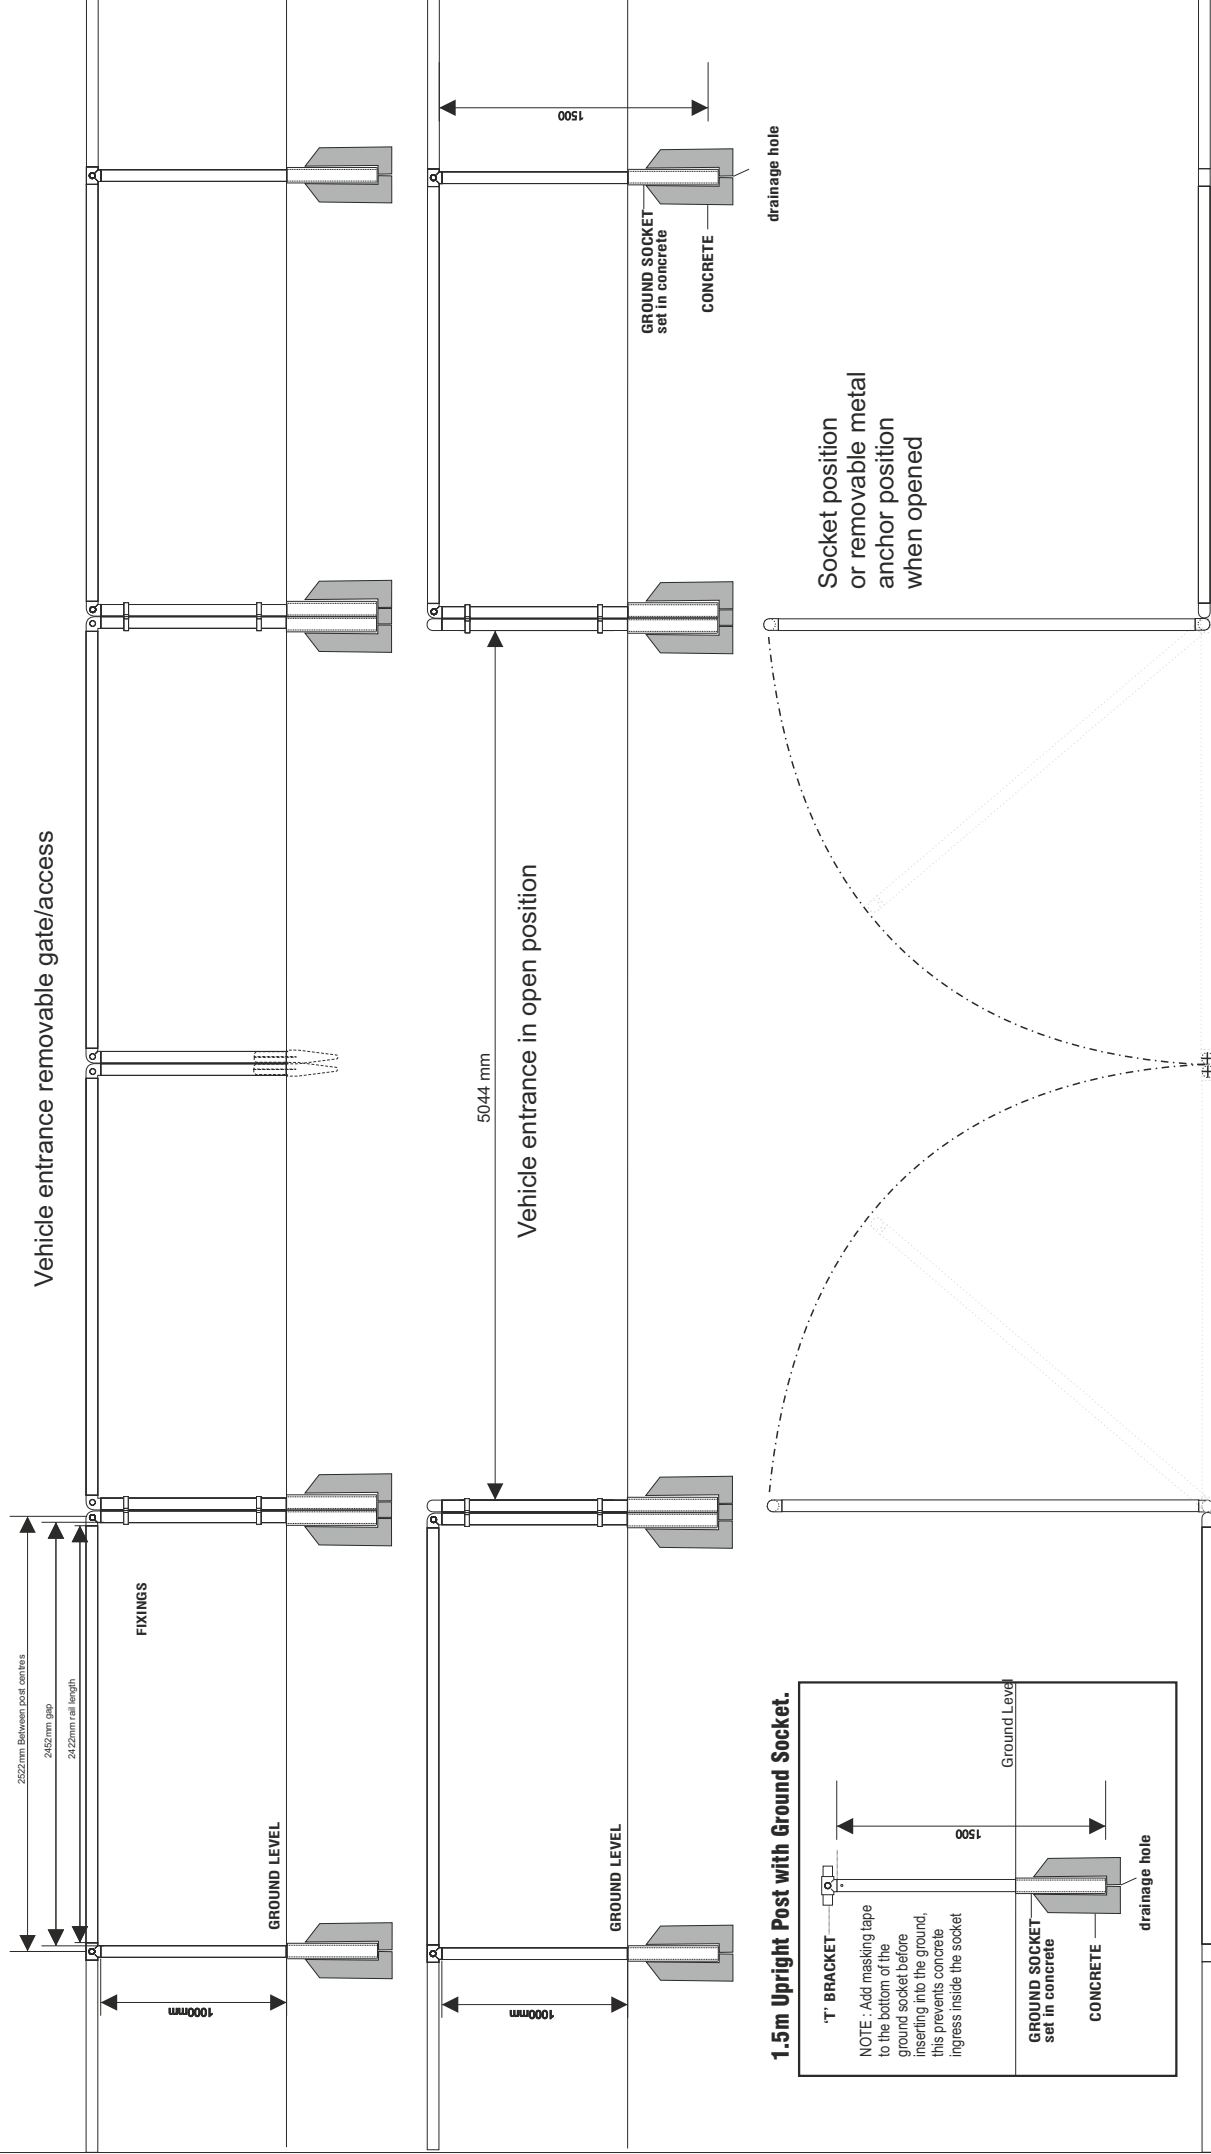 Vehicle entrance removable gate/access
2522mm Between post centres
2452mm gap
2422mm rail length
FIXINGS
1000mm
GROUND LEVEL
Vehicle entrance in open position
5044 mm
1000mm
GROUND LEVEL
1500
GROUND SOCKET
set in concrete
CONCRETE
drainage hole
Socket position
or removable metal
anchor position
when opened
1.5m Upright Post with Ground Socket.
'T' BRACKET
NOTE : Add masking tape
to the bottom of the
ground socket before
inserting into the ground,
this prevents concrete
ingress inside the socket
1500
Ground Level
GROUND SOCKET
set in concrete
CONCRETE
drainage hole